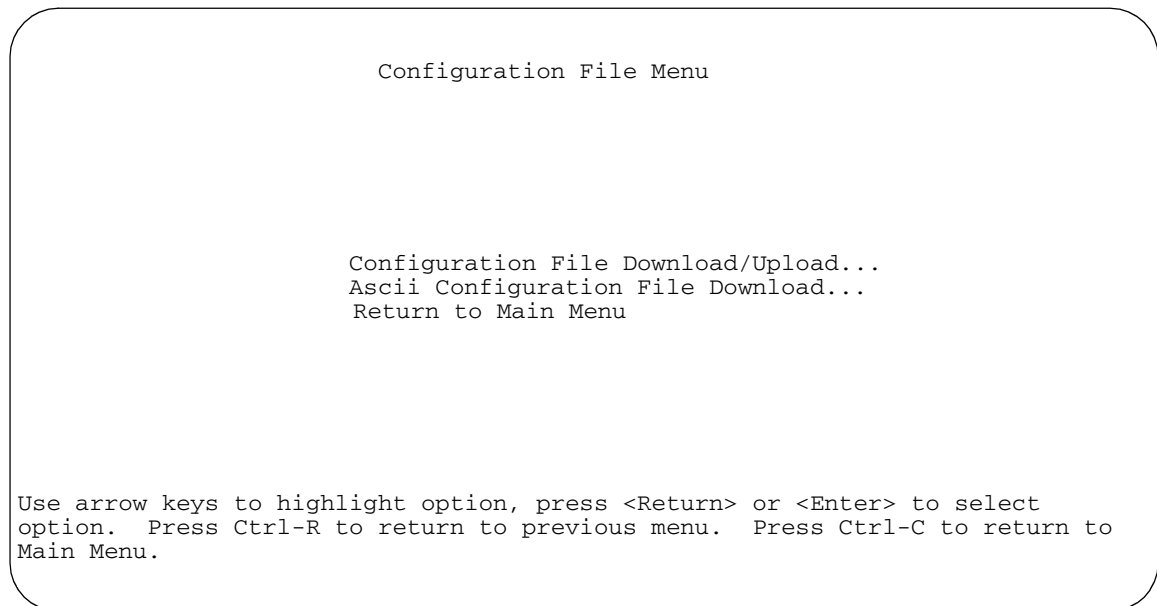 Configuration File Menu
Configuration File Download/Upload...
Ascii Configuration File Download...
Return to Main Menu
Use arrow keys to highlight option, press <Return> or <Enter> to select
option.  Press Ctrl-R to return to previous menu.  Press Ctrl-C to return to
Main Menu.